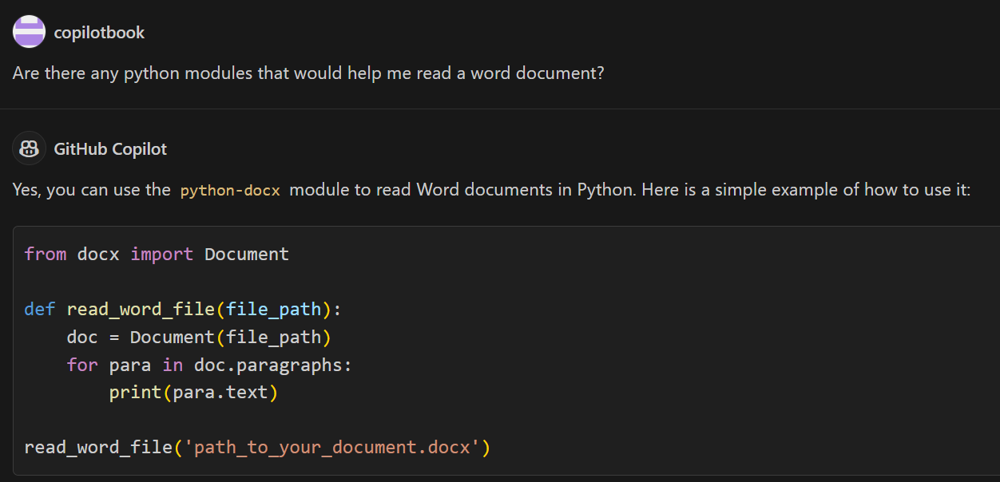 copilotbook
Are there any python modules that would help me read a word document?
GitHub Copilot
Yes, you can use the python-docx module to read Word documents in Python. Here is a simple example of how to use it:
from docx import Document

def read_word_file(file_path):
    doc = Document(file_path)
    for para in doc.paragraphs:
        print(para.text)

read_word_file('path_to_your_document.docx')